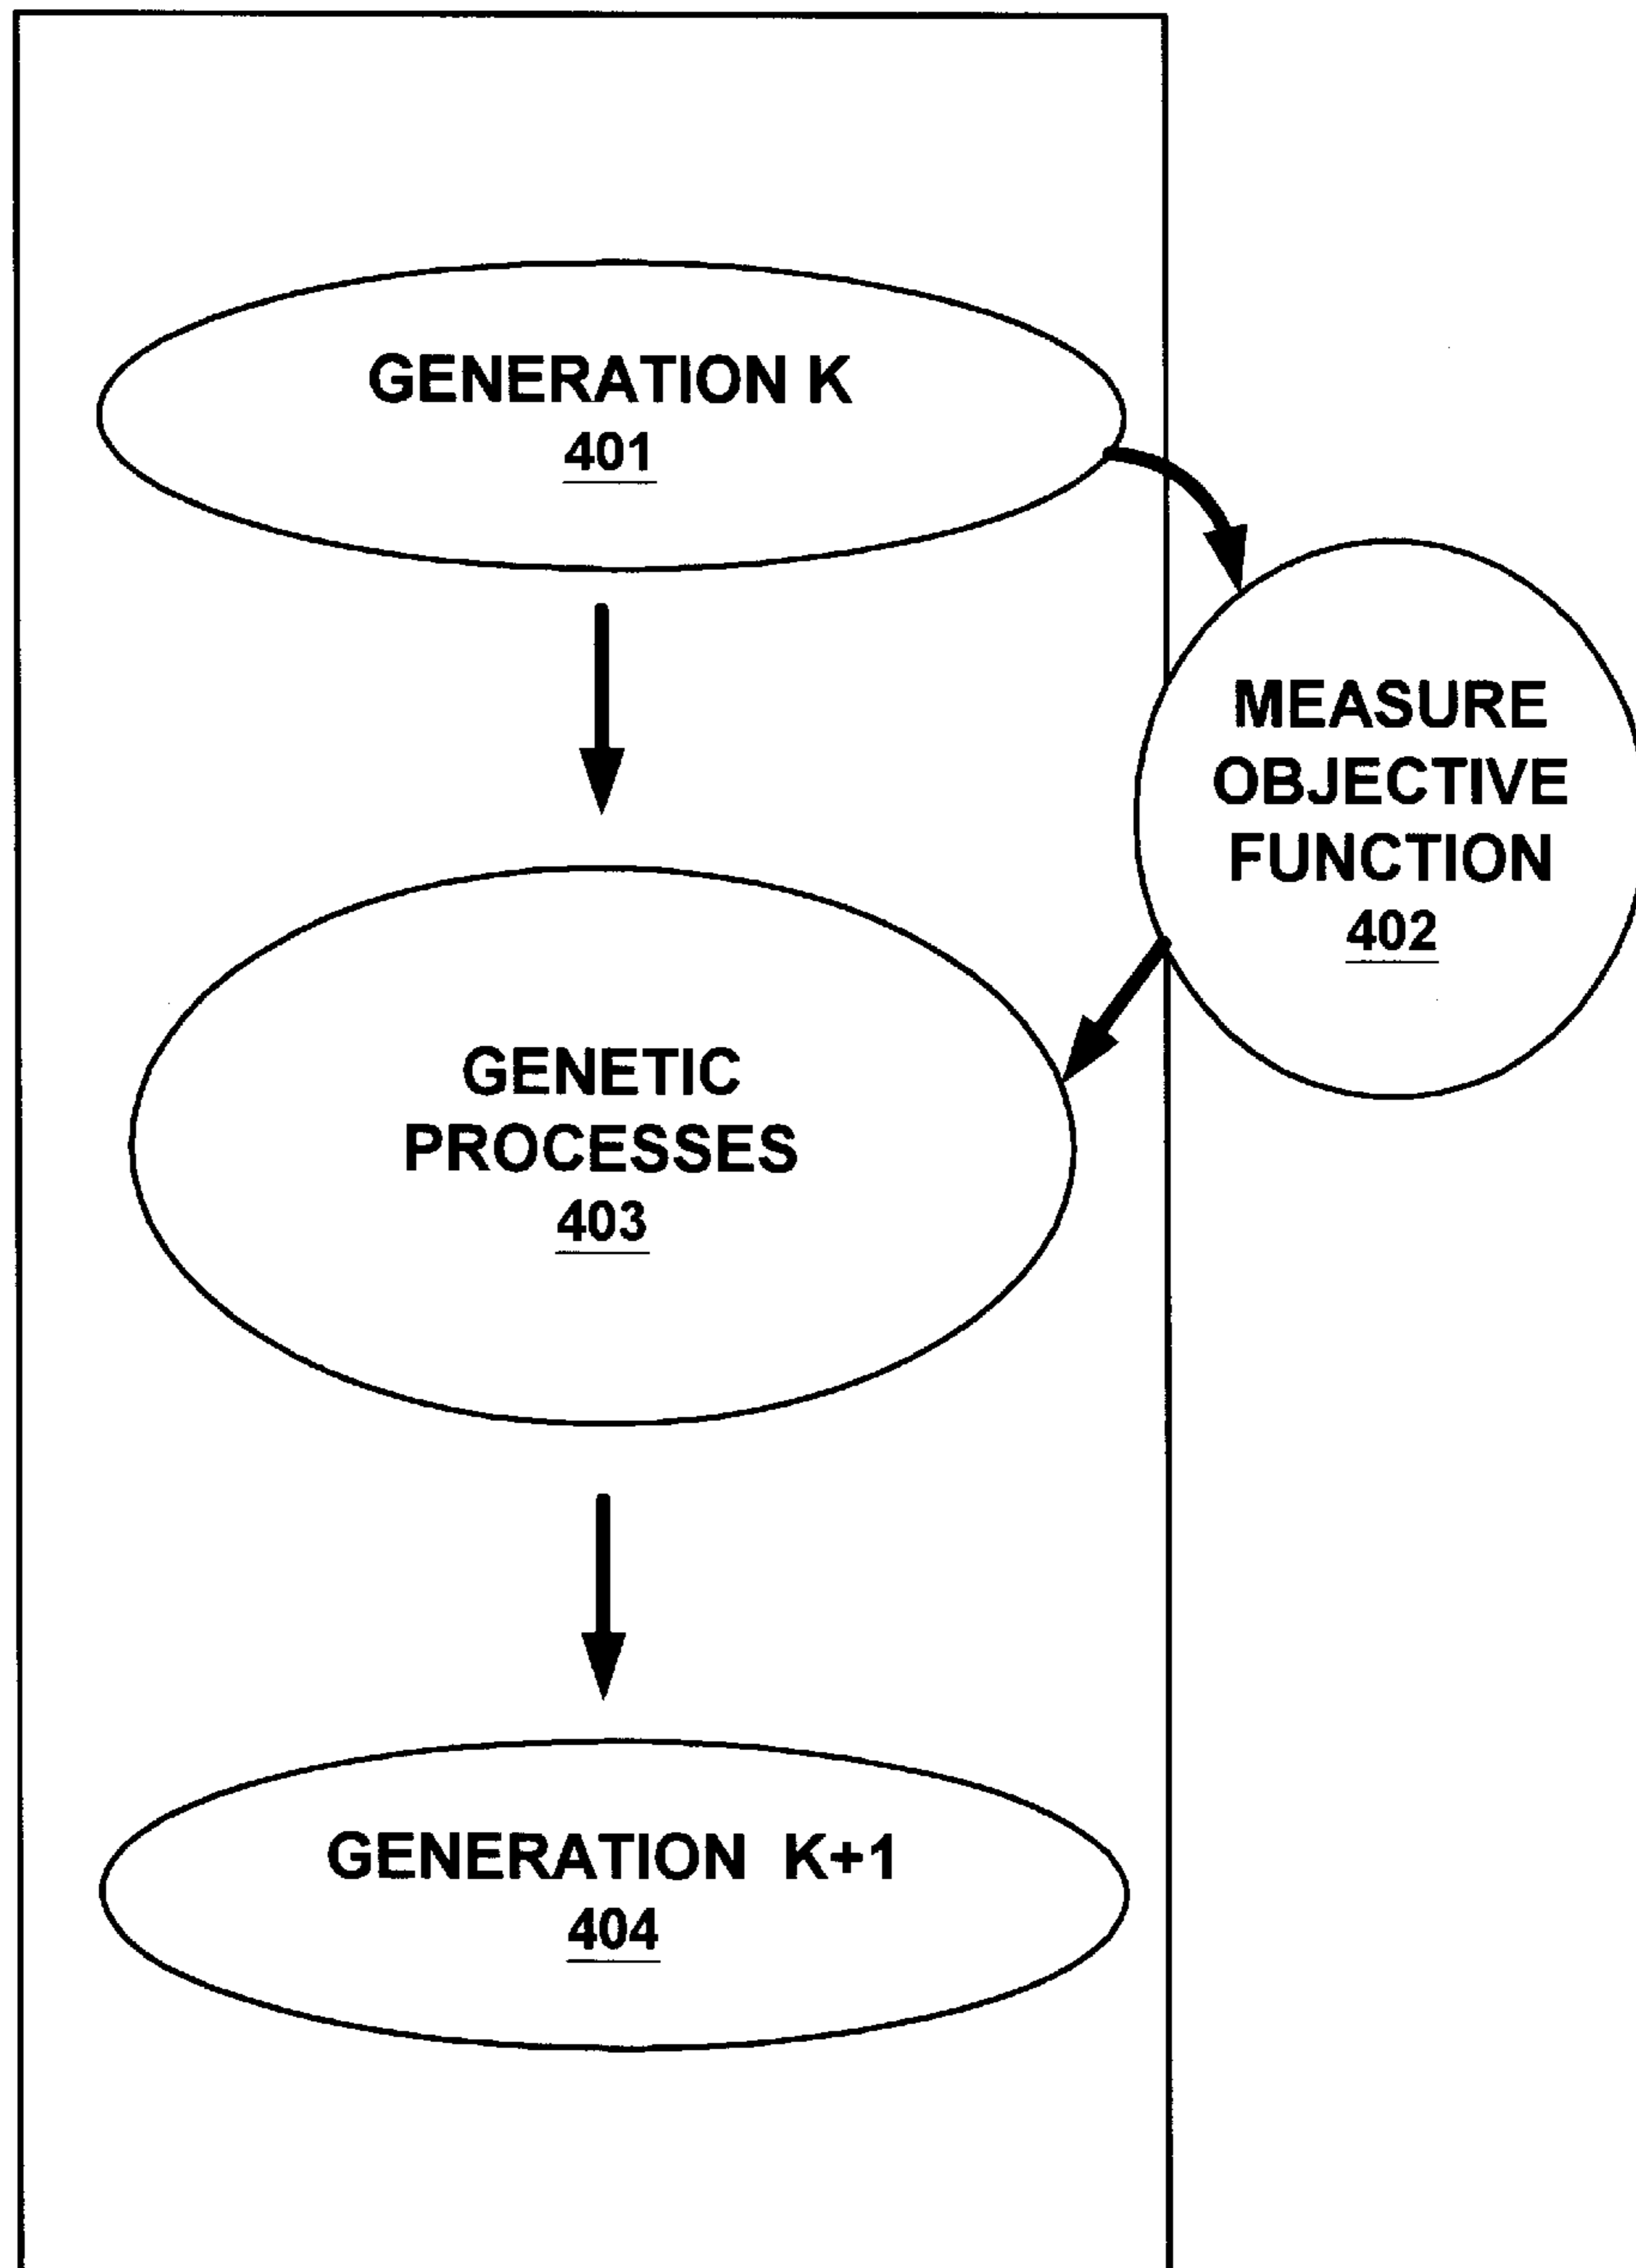 GENERATION K
401
MEASURE
OBJECTIVE
FUNCTION
402
GENETIC
PROCESSES
403
GENERATION K+1
404